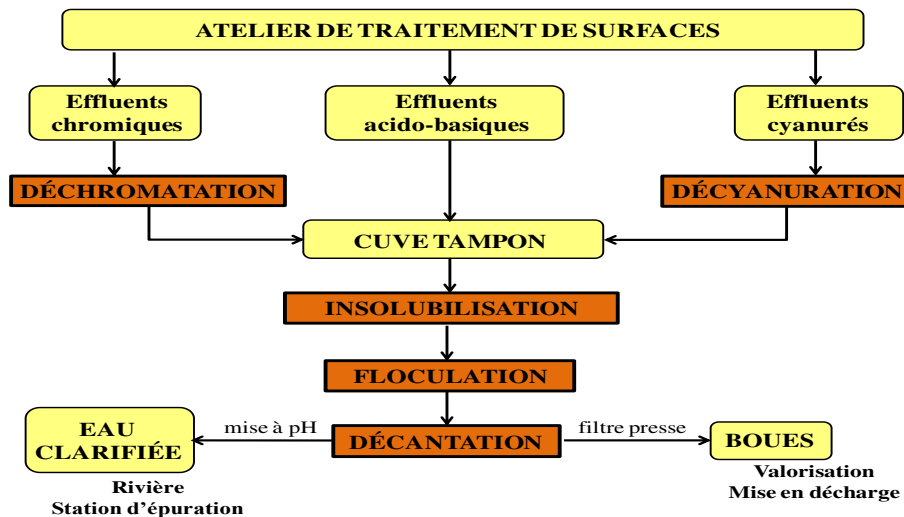 ATELIER DE TRAITEMENT DE SURFACES
Effluents
chromiques
Effluents
acido-basiques
Effluents
cyanurés
DÉCHROMATATION
DÉCYANURATION
CUVE TAMPON
INSOLUBILISATION
FLOCULATION
EAU
CLARIFIÉE
mise à pH
DÉCANTATION
filtre presse
BOUES
Rivière
Station d'épuration
Valorisation
Mise en décharge